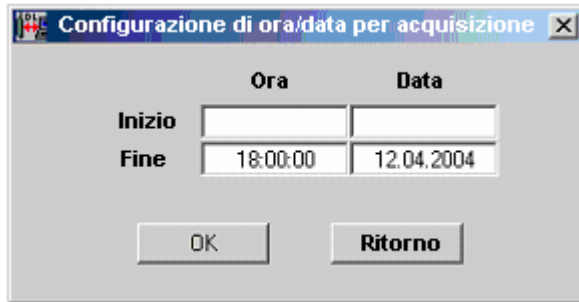 Configurazione di ora/data per acquisizione
Ora Data
Inizio
Fine 18:00:00 12.04.2004
OK Ritorno